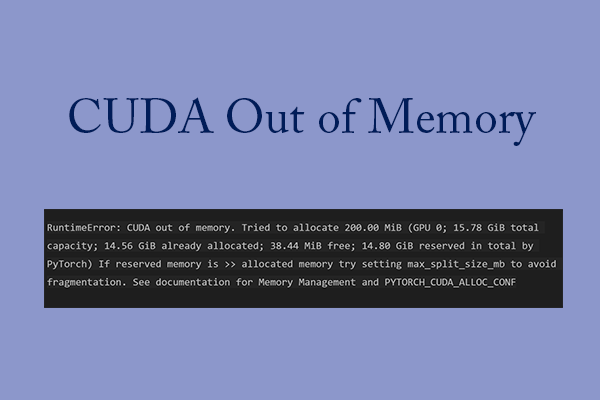 CUDA Out of Memory
RuntimeError: CUDA out of memory. Tried to allocate 200.00 MiB (GPU 0; 15.78 GiB total
capacity; 14.56 GiB already allocated; 38.44 MiB free; 14.80 GiB reserved in total by
PyTorch) If reserved memory is >> allocated memory try setting max_split_size_mb to avoid
fragmentation. See documentation for Memory Management and PYTORCH_CUDA_ALLOC_CONF